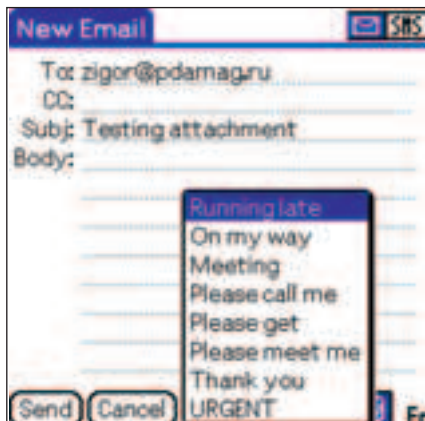 New Email SMS
To: zigor@pdamag.ru
CC:
Subj: Testing attachment
Body:
Running late
On my way
Meeting
Please call me
Please get
Please meet me
Thank you
URGENT
Send Cancel